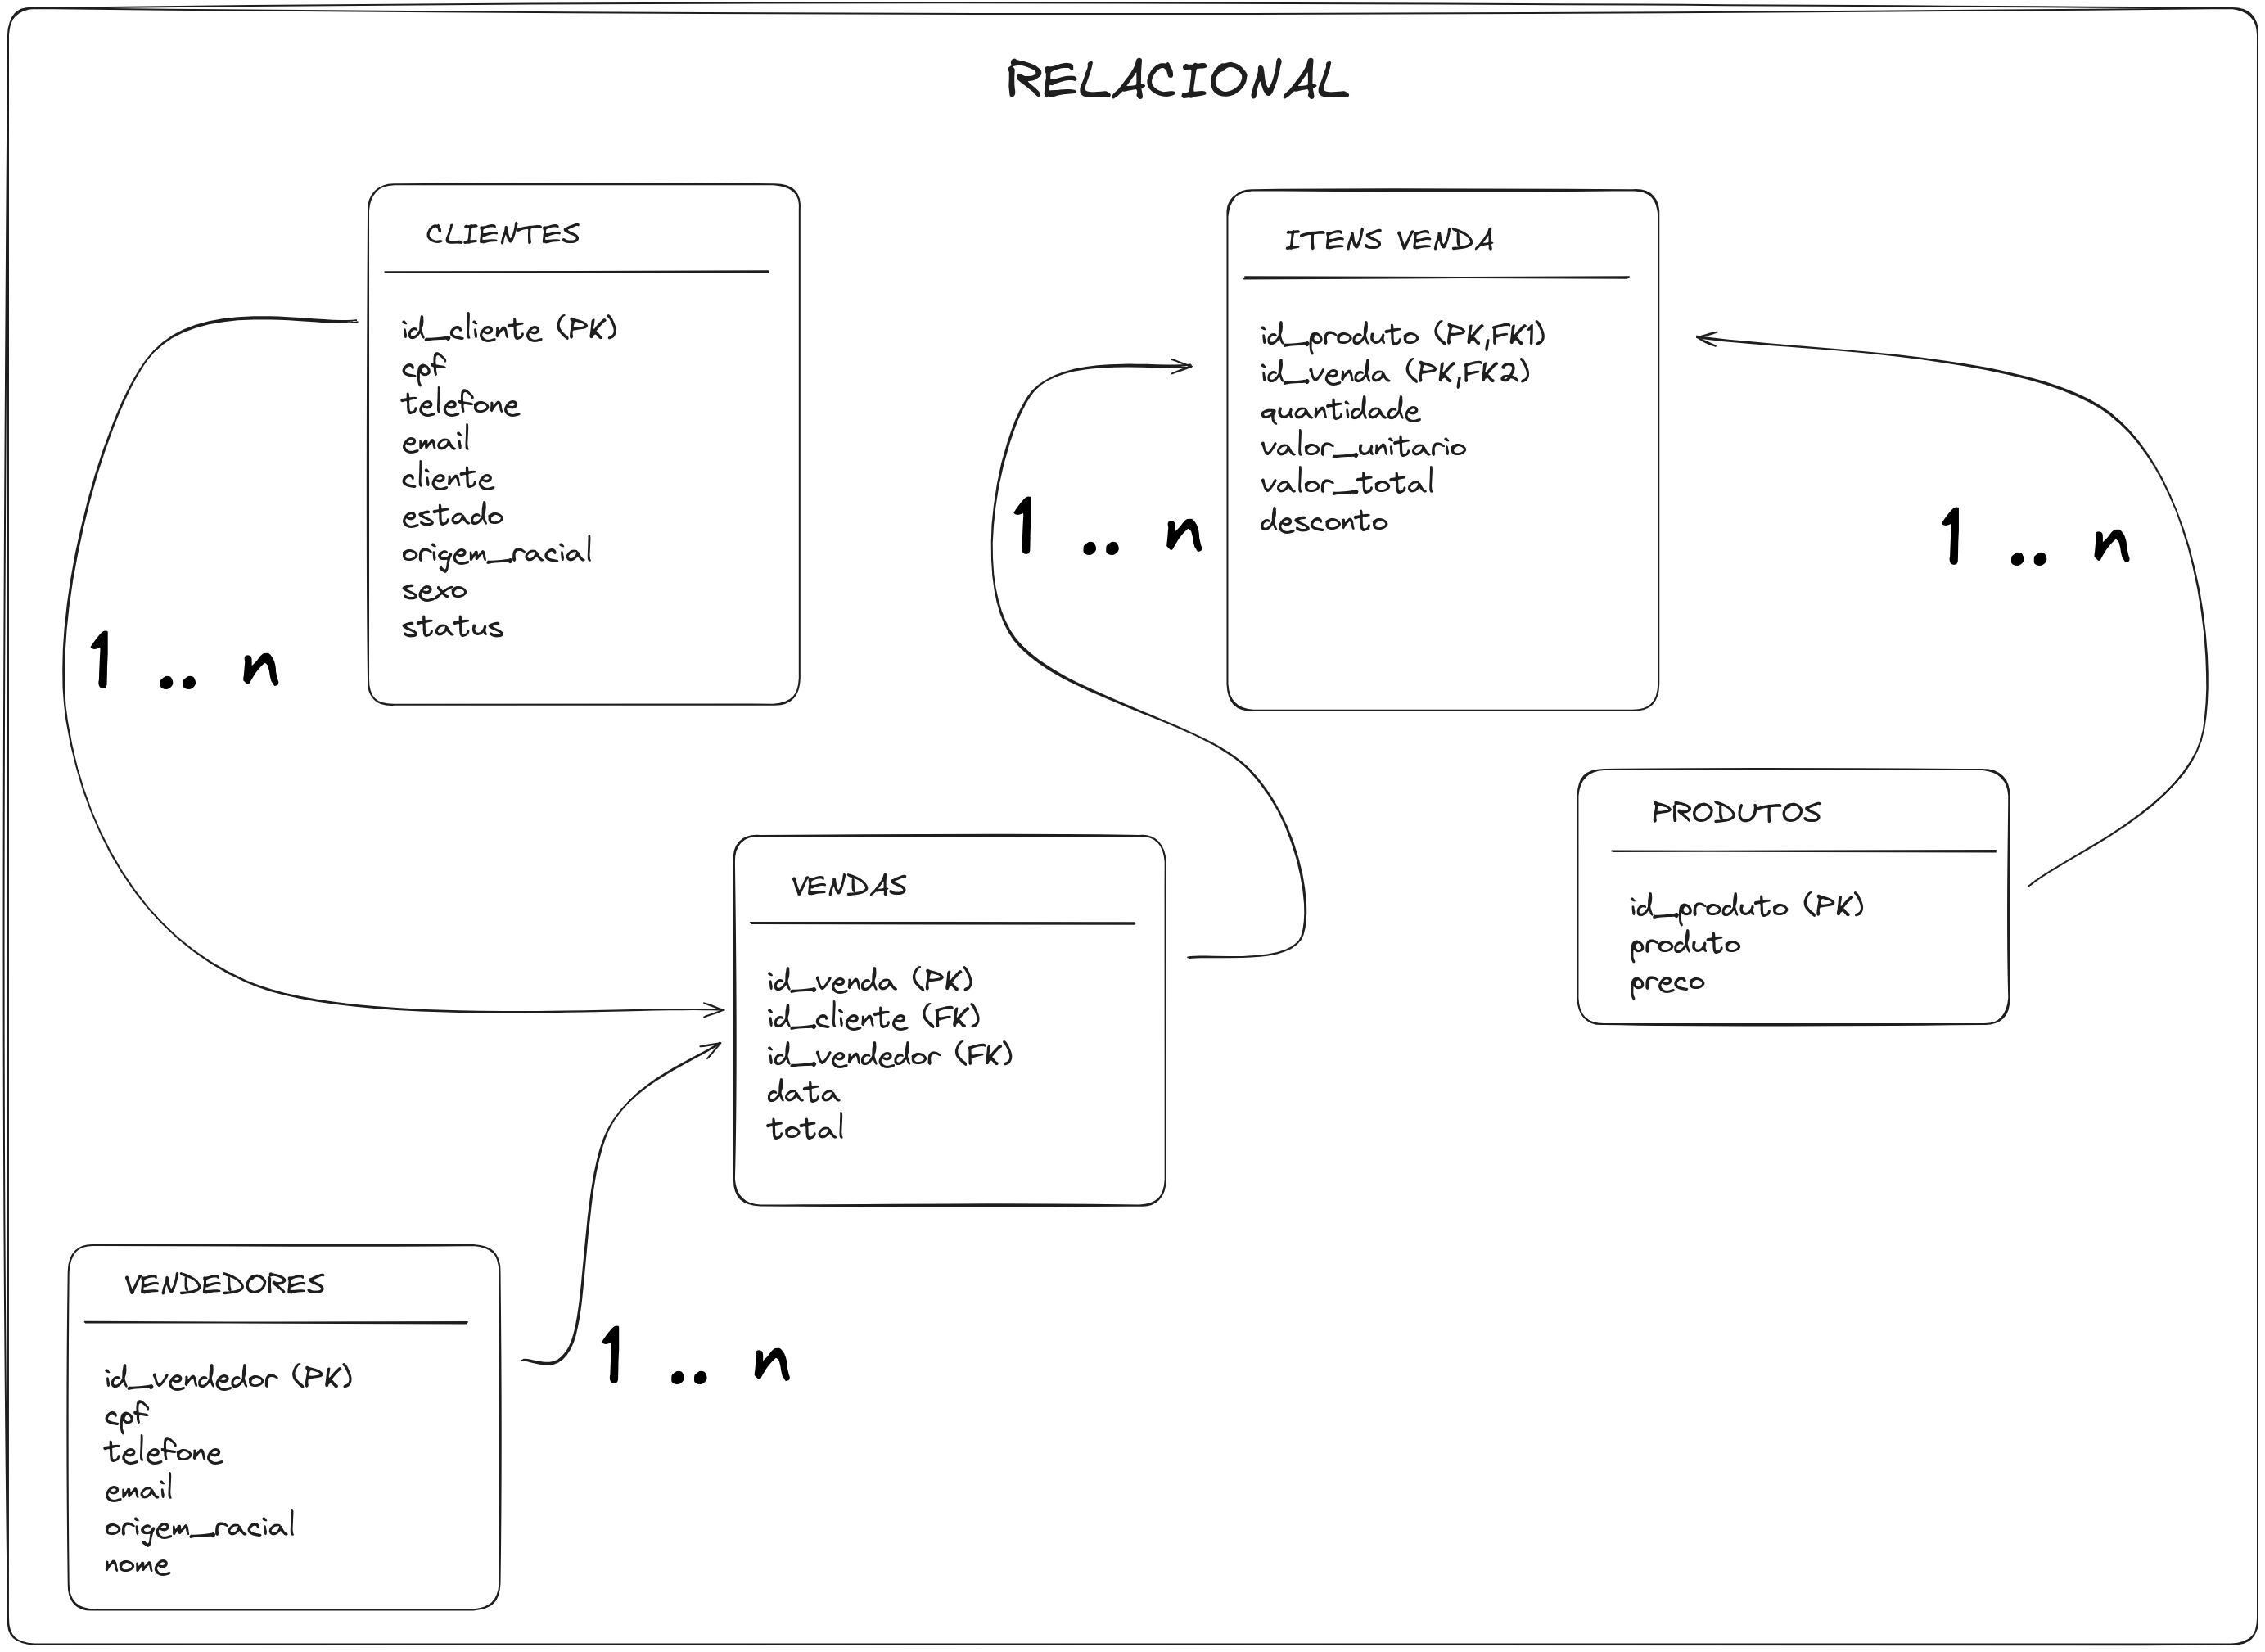 RELACIONAL
CLIENTES
id_cliente (PK)
cpf
telefone
email
cliente
estado
origem_racial
sexo
status
1 .. n
ITENS VENDA
id_produto (PK,FK1)
id_venda (PK,FK2)
quantidade
valor_unitario
valor_total
desconto
1 .. n
1 .. n
PRODUTOS
id_produto (PK)
produto
preco
VENDAS
id_venda (PK)
id_cliente (FK)
id_vendedor (FK)
data
total
VENDEDORES
id_vendedor (PK)
cpf
telefone
email
origem_racial
nome
1 .. n